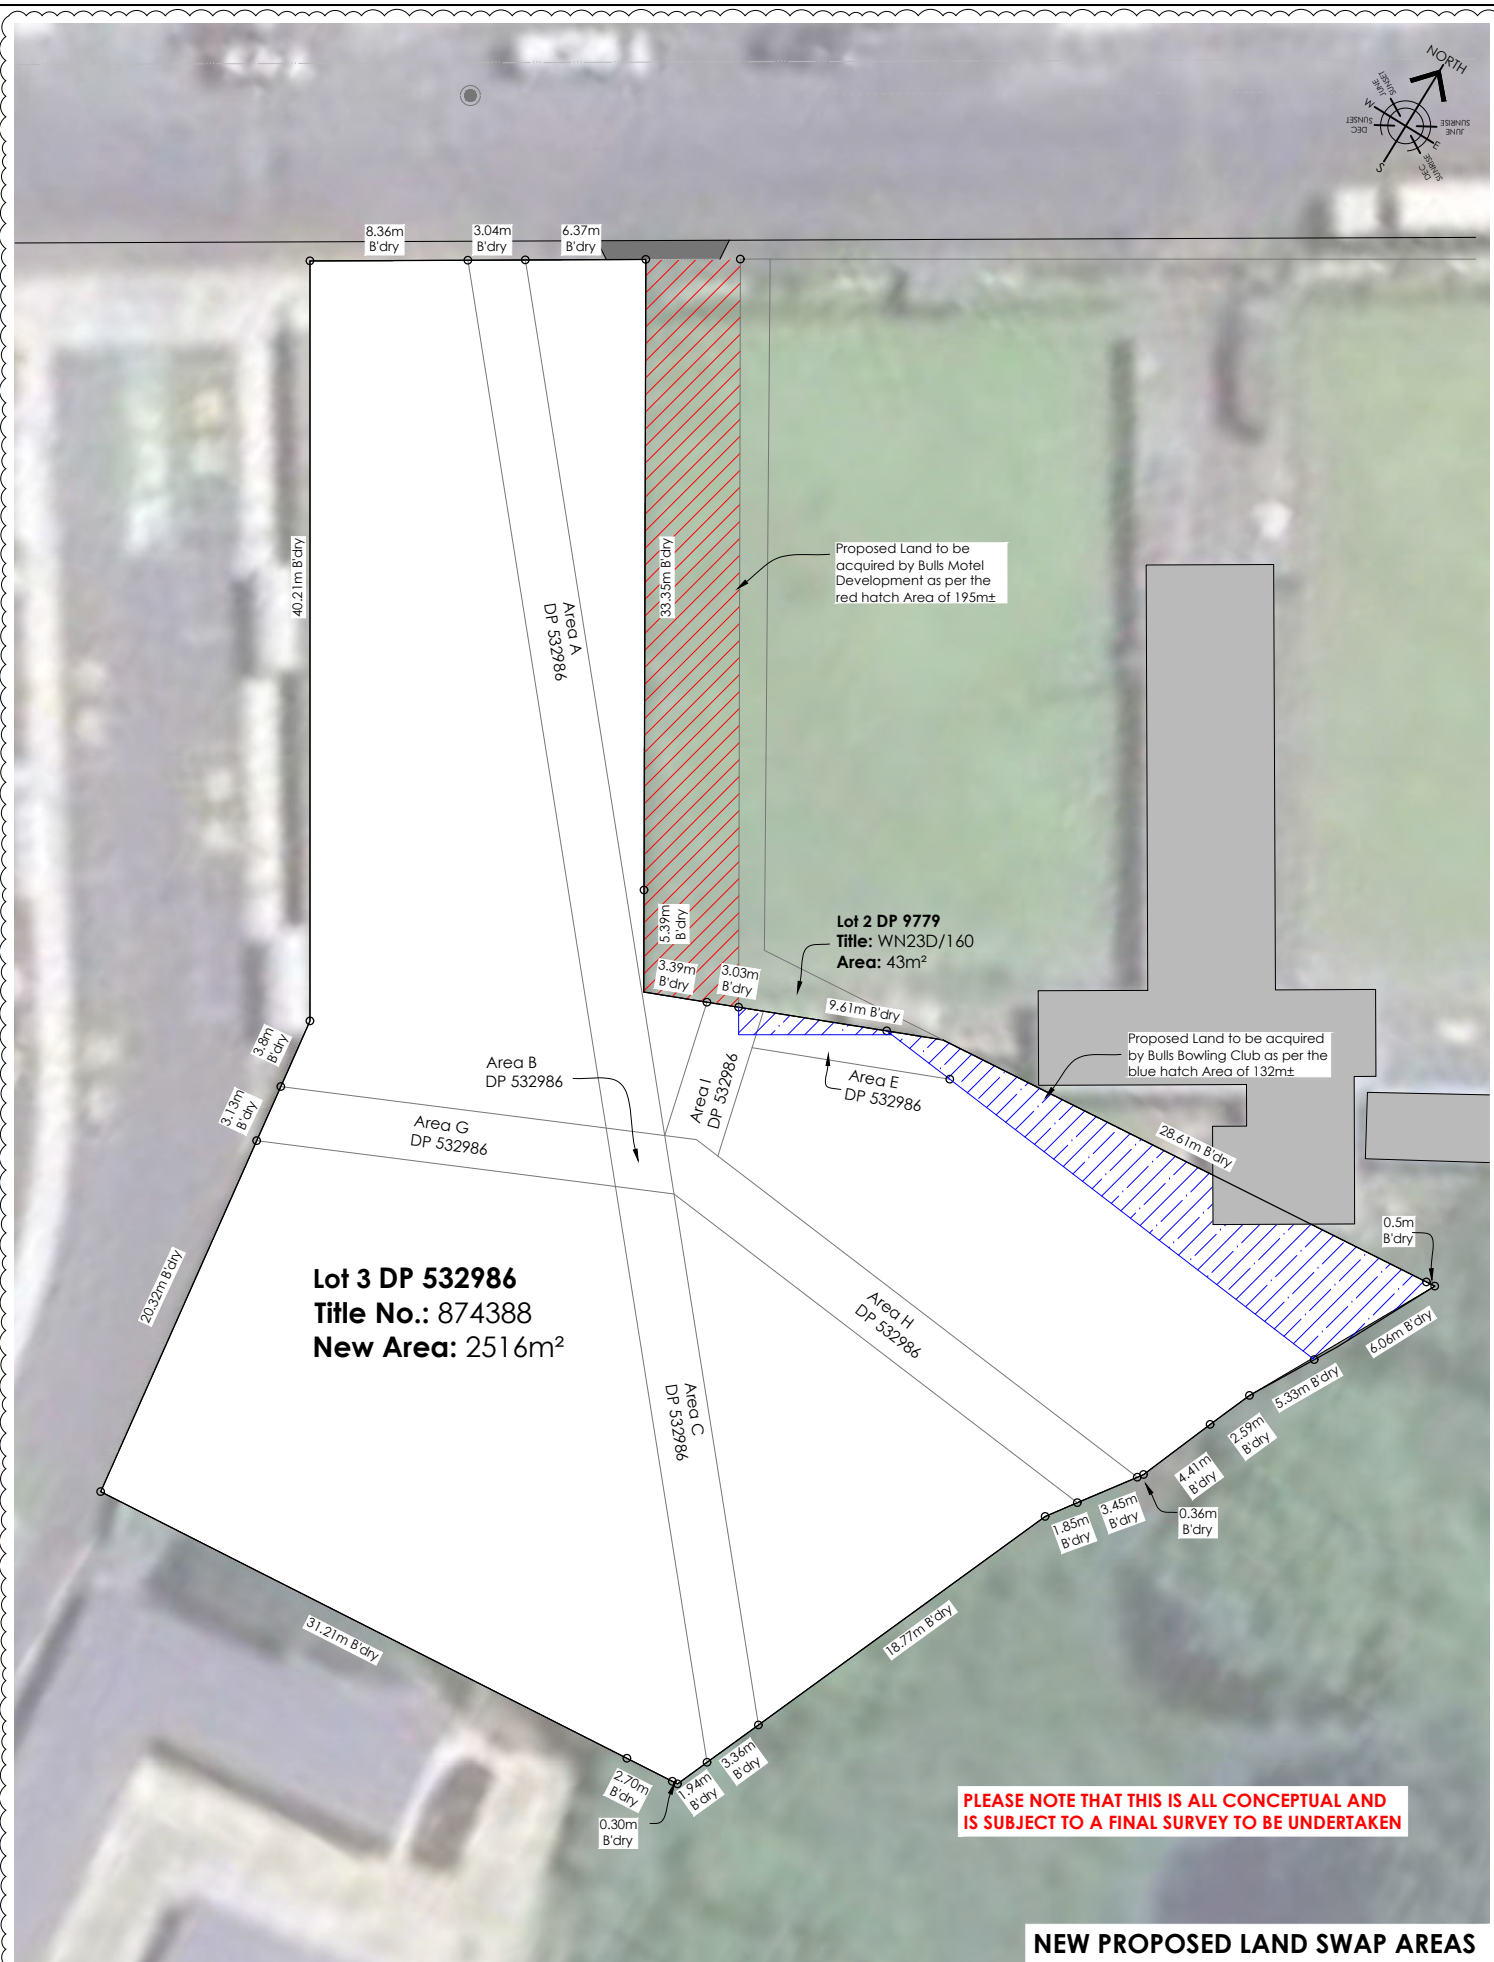 NORTH
JUNE
SUNSET
W
DEC
SUNSET
JUNE
SUNRISE
E
DEC
SUNRISE
S
8.36m
B'dry
3.04m
B'dry
6.37m
B'dry
40.21m B'dry
Area A
DP 532986
33.35m B'dry
Proposed Land to be
acquired by Bulls Motel
Development as per the
red hatch Area of 195m±
5.39m
B'dry
3.39m
B'dry
3.03m
B'dry
Lot 2 DP 9779
Title: WN23D/160
Area: 43m²
9.61m B'dry
Proposed Land to be acquired
by Bulls Bowling Club as per the
blue hatch Area of 132m±
3.8m
B'dry
3.13m
B'dry
Area B
DP 532986
Area I
DP 532986
Area E
DP 532986
Area G
DP 532986
28.61m B'dry
0.5m
B'dry
20.32m B'dry
Lot 3 DP 532986
Title No.: 874388
New Area: 2516m²
Area H
DP 532986
6.06m B'dry
5.33m B'dry
Area C
DP 532986
2.59m
B'dry
4.41m
B'dry
0.36m
B'dry
3.45m
B'dry
1.85m
B'dry
18.77m B'dry
31.21m B'dry
3.36m
B'dry
1.94m
B'dry
2.70m
B'dry
0.30m
B'dry
PLEASE NOTE THAT THIS IS ALL CONCEPTUAL AND
IS SUBJECT TO A FINAL SURVEY TO BE UNDERTAKEN
NEW PROPOSED LAND SWAP AREAS